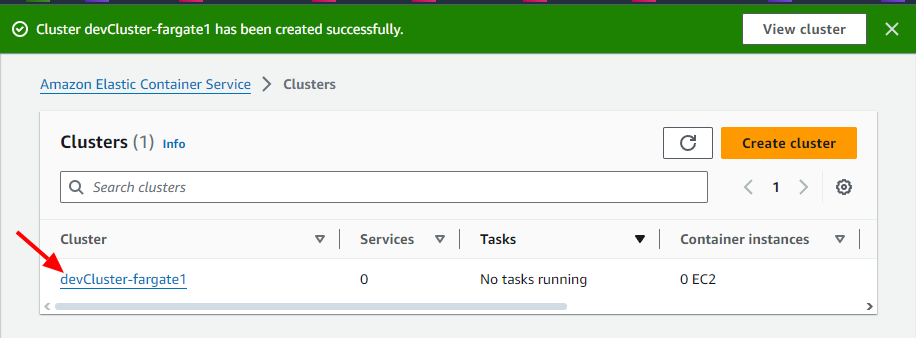 Cluster devCluster-fargate1 has been created successfully. View cluster
Amazon Elastic Container Service Clusters
Clusters (1) Info Create cluster
Search clusters 1
Cluster Services Tasks Container instances
devCluster-fargate1 0 No tasks running 0 EC2